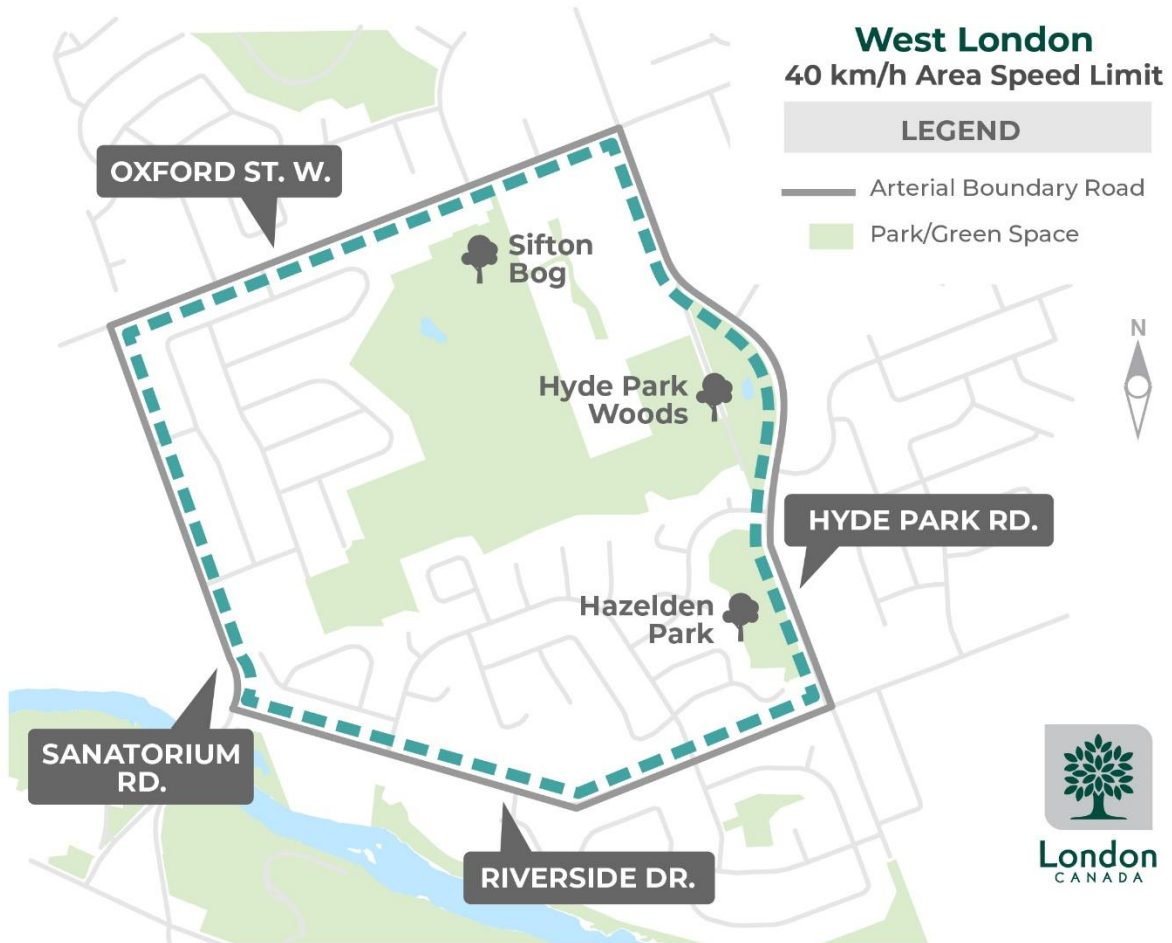 West London
40 km/h Area Speed Limit
LEGEND
Arterial Boundary Road
Park/Green Space
OXFORD ST. W.
Sifton
Bog
N
Hyde Park
Woods
HYDE PARK RD.
Hazelden
Park
SANATORIUM
RD.
RIVERSIDE DR.
London
CANADA